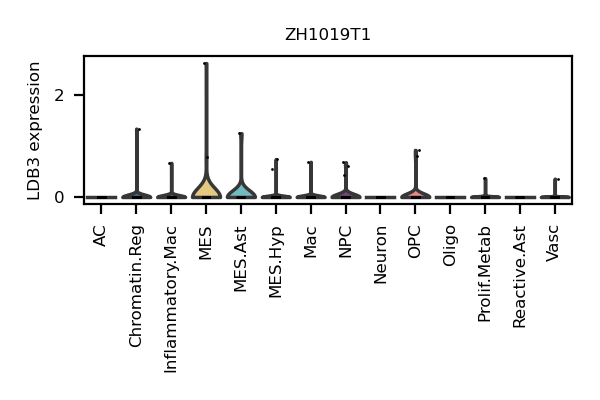 ZH1019T1
LDB3 expression
2
0
AC
Chromatin.Reg
Inflammatory.Mac
MES
MES.Ast
MES.Hyp
Mac
NPC
Neuron
OPC
Oligo
Prolif.Metab
Reactive.Ast
Vasc